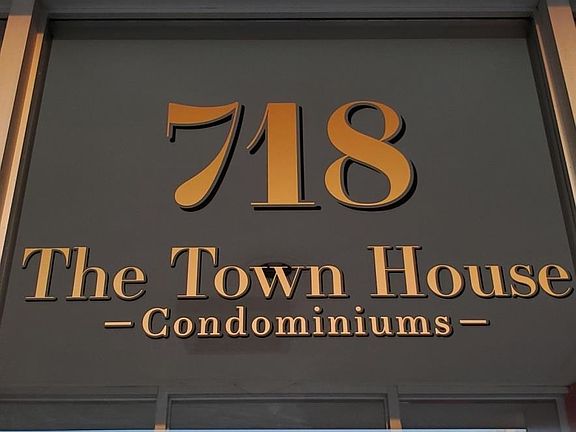 718
The Town House
– Condominiums –